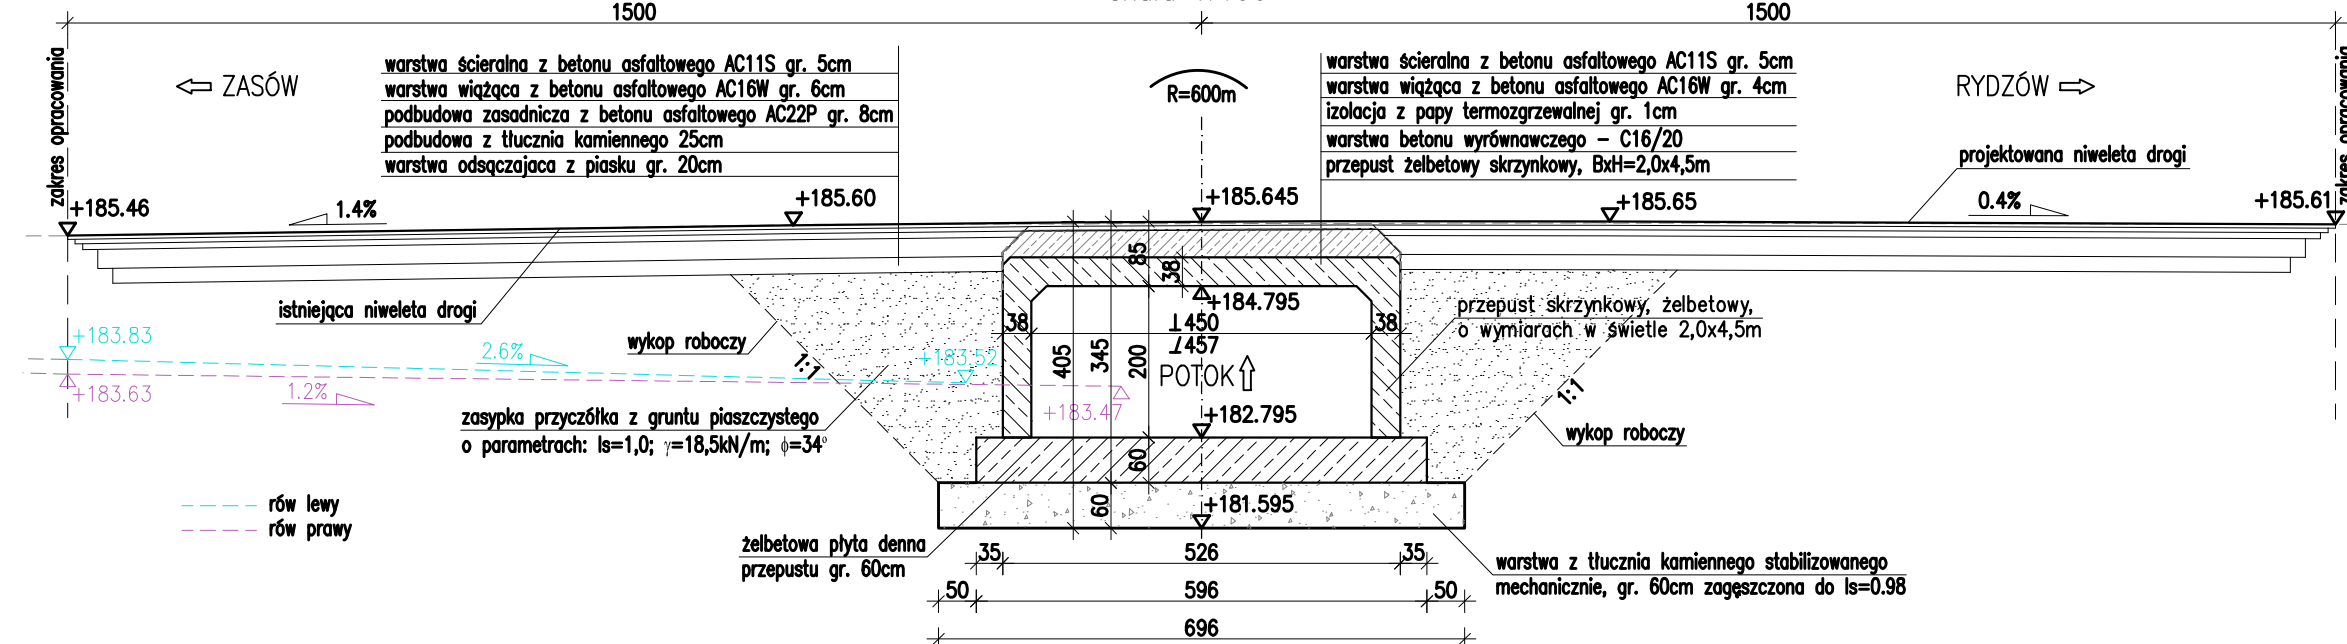 1500
1500
zakres opracowania
zakres opracowania
ZASÓW
RYDZÓW
warstwa ścieralna z betonu asfaltowego AC11S gr. 5cm
warstwa wiążąca z betonu asfaltowego AC16W gr. 6cm
podbudowa zasadnicza z betonu asfaltowego AC22P gr. 8cm
podbudowa z tłucznia kamiennego 25cm
warstwa odsączajaca z piasku gr. 20cm
R=600m
warstwa ścieralna z betonu asfaltowego AC11S gr. 5cm
warstwa wiążąca z betonu asfaltowego AC16W gr. 4cm
izolacja z papy termozgrzewalnej gr. 1cm
warstwa betonu wyrównawczego – C16/20
przepust żelbetowy skrzynkowy, BxH=2,0x4,5m
projektowana niweleta drogi
+185.46
1.4%
+185.60
+185.645
+185.65
0.4%
+185.61
85
38
istniejąca niweleta drogi
+184.795
przepust skrzynkowy, żelbetowy,
o wymiarach w świetle 2,0x4,5m
38
⊥450
38
+183.83
2.6%
wykop roboczy
+183.52
1:1
405
345
200
∠457
POTOK
1:1
+183.63
1.2%
+183.47
+182.795
zasypka przyczółka z gruntu piaszczystego
o parametrach: Is=1,0; γ=18,5kN/m; φ=34°
wykop roboczy
60
60
+181.595
rów lewy
rów prawy
żelbetowa płyta denna
przepustu gr. 60cm
35
526
35
warstwa z tłucznia kamiennego stabilizowanego
mechanicznie, gr. 60cm zagęszczona do Is=0.98
50
596
50
696